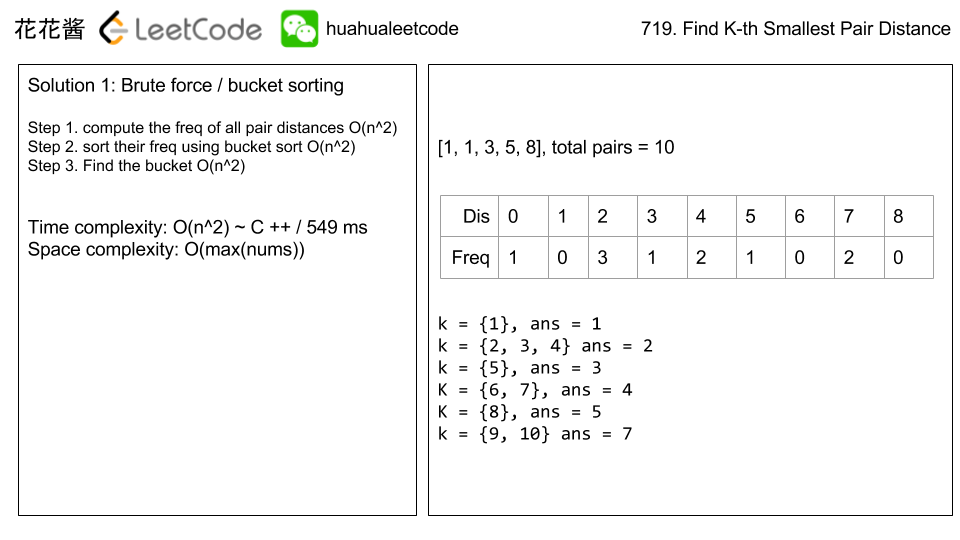 花花酱 LeetCode huahualeetcode 719. Find K-th Smallest Pair Distance
Solution 1: Brute force / bucket sorting
Step 1. compute the freq of all pair distances O(n^2)
Step 2. sort their freq using bucket sort O(n^2)
Step 3. Find the bucket O(n^2)
Time complexity: O(n^2) ~ C ++ / 549 ms
Space complexity: O(max(nums))
[1, 1, 3, 5, 8], total pairs = 10
Dis 0 1 2 3 4 5 6 7 8
Freq 1 0 3 1 2 1 0 2 0
k = {1}, ans = 1
k = {2, 3, 4} ans = 2
k = {5}, ans = 3
K = {6, 7}, ans = 4
K = {8}, ans = 5
k = {9, 10} ans = 7